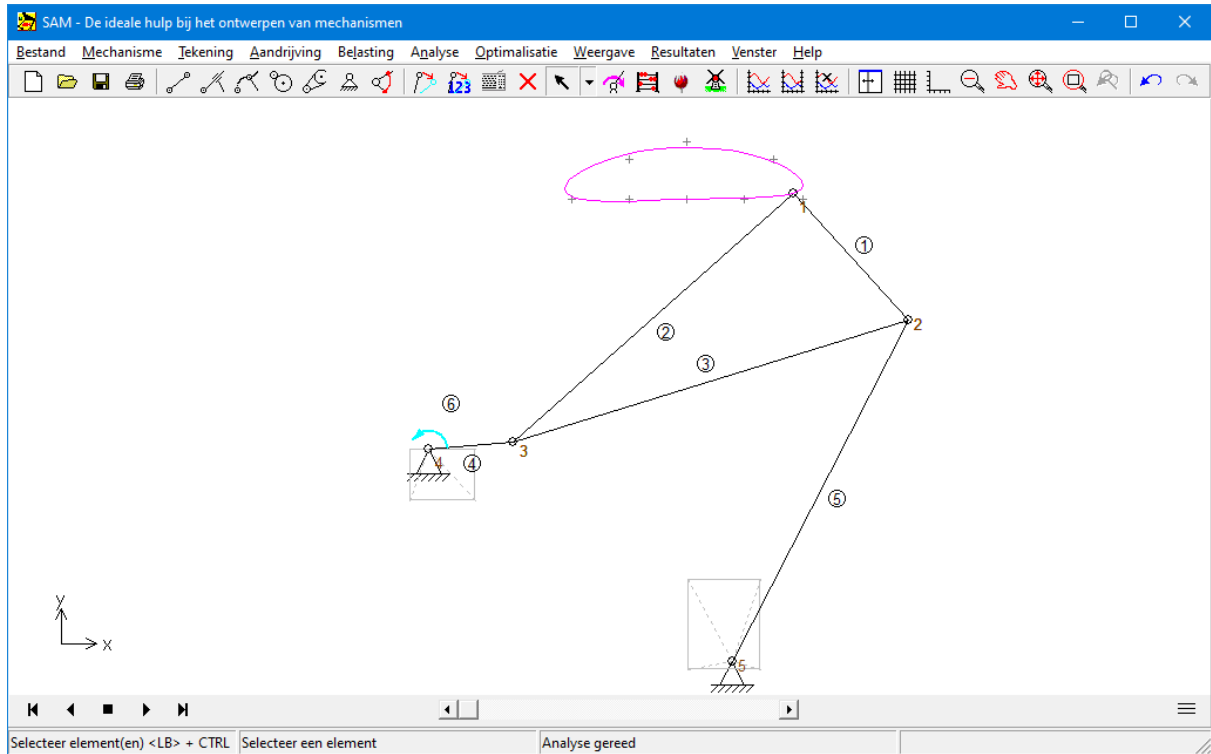 SAM - De ideale hulp bij het ontwerpen van mechanismen
Bestand Mechanisme Tekening Aandrijving Belasting Analyse Optimalisatie Weergave Resultaten Venster Help
123
1
①
2
②
③
⑥
3
4
④
⑤
y
x
5
Selecteer element(en) <LB> + CTRL Selecteer een element Analyse gereed